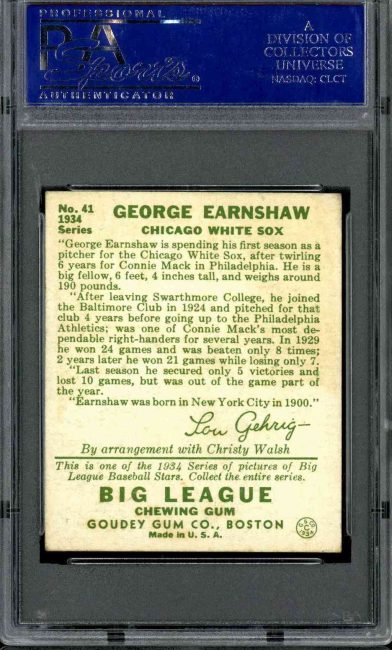 PROFESSIONAL
PSA
Sports ®
AUTHENTICATOR
A
DIVISION OF
COLLECTORS
UNIVERSE
NASDAQ: CLCT
No. 41
1934
Series
GEORGE EARNSHAW
CHICAGO WHITE SOX
"George Earnshaw is spending his first season as a
pitcher for the Chicago White Sox, after twirling
6 years for Connie Mack in Philadelphia. He is a
big fellow, 6 feet, 4 inches tall, and weighs around
190 pounds.
"After leaving Swarthmore College, he joined
the Baltimore Club in 1924 and pitched for that
club 4 years before going up to the Philadelphia
Athletics; was one of Connie Mack's most de-
pendable right-handers for several years. In 1929
he won 24 games and was beaten only 8 times;
2 years later he won 21 games while losing only 7.
"Last season he secured only 5 victories and
lost 10 games, but was out of the game part of
the year.
"Earnshaw was born in New York City in 1900."
Lou Gehrig
By arrangement with Christy Walsh
This is one of the 1934 Series of pictures of Big
League Baseball Stars. Collect the entire series.
BIG LEAGUE
CHEWING GUM
GOUDEY GUM CO., BOSTON
Made in U. S. A.